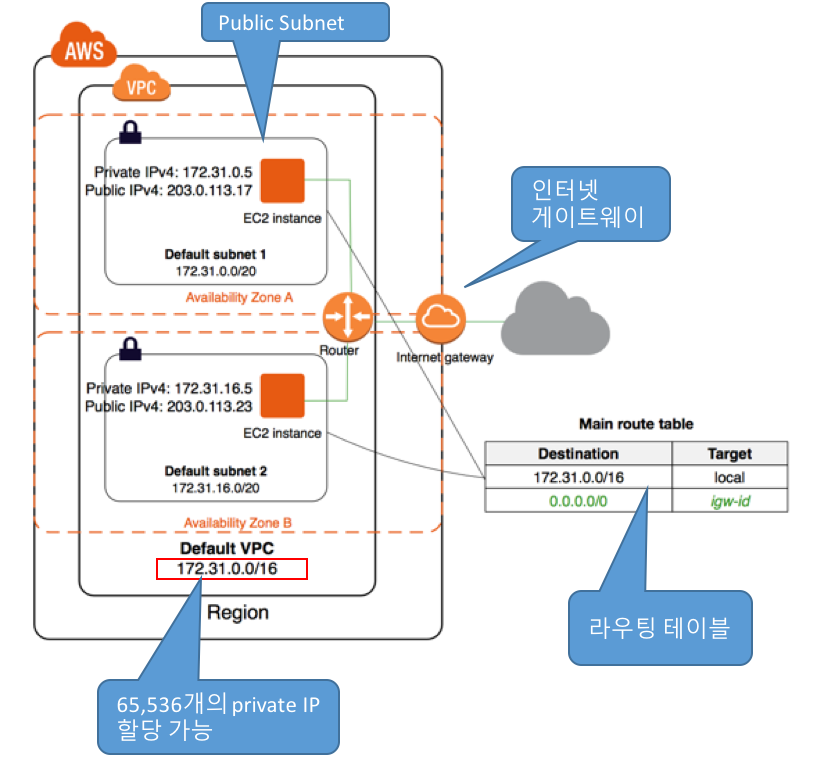 Public Subnet
AWS
VPC
Private IPv4: 172.31.0.5
Public IPv4: 203.0.113.17
EC2 instance
Default subnet 1
172.31.0.0/20
Availability Zone A
인터넷
게이트웨이
Router
Internet gateway
Private IPv4: 172.31.16.5
Public IPv4: 203.0.113.23
EC2 instance
Default subnet 2
172.31.16.0/20
Availability Zone B
Main route table
Destination Target
172.31.0.0/16 local
0.0.0.0/0 igw-id
Default VPC
172.31.0.0/16
Region
라우팅 테이블
65,536개의 private IP
할당 가능